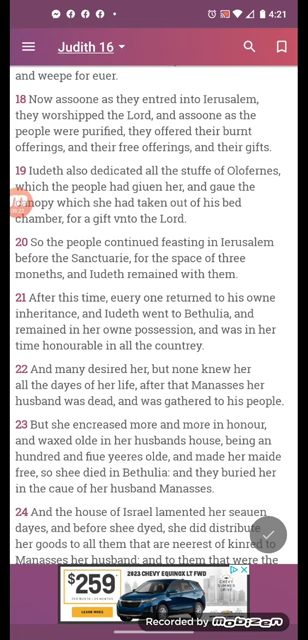 4:21
Judith 16
and weepe for euer.
18 Now assoone as they entred into Ierusalem,
they worshipped the Lord, and assoone as the
people were purified, they offered their burnt
offerings, and their free offerings, and their gifts.
19 Iudeth also dedicated all the stuffe of Olofernes,
which the people had giuen her, and gaue the
canopy which she had taken out of his bed
chamber, for a gift vnto the Lord.
20 So the people continued feasting in Ierusalem
before the Sanctuarie, for the space of three
moneths, and Iudeth remained with them.
21 After this time, euery one returned to his owne
inheritance, and Iudeth went to Bethulia, and
remained in her owne possession, and was in her
time honourable in all the countrey.
22 And many desired her, but none knew her
all the dayes of her life, after that Manasses her
husband was dead, and was gathered to his people.
23 But she encreased more and more in honour,
and waxed olde in her husbands house, being an
hundred and fiue yeeres olde, and made her maide
free, so shee died in Bethulia: and they buried her
in the caue of her husband Manasses.
24 And the house of Israel lamented her seauen
dayes, and before shee dyed, she did distribute
her goods to all them that are neerest of kinred to
Manasses her husband: and to them that were the
$259
2023 CHEVY EQUINOX LT FWD
LEARN MORE
Recorded by Mobizen